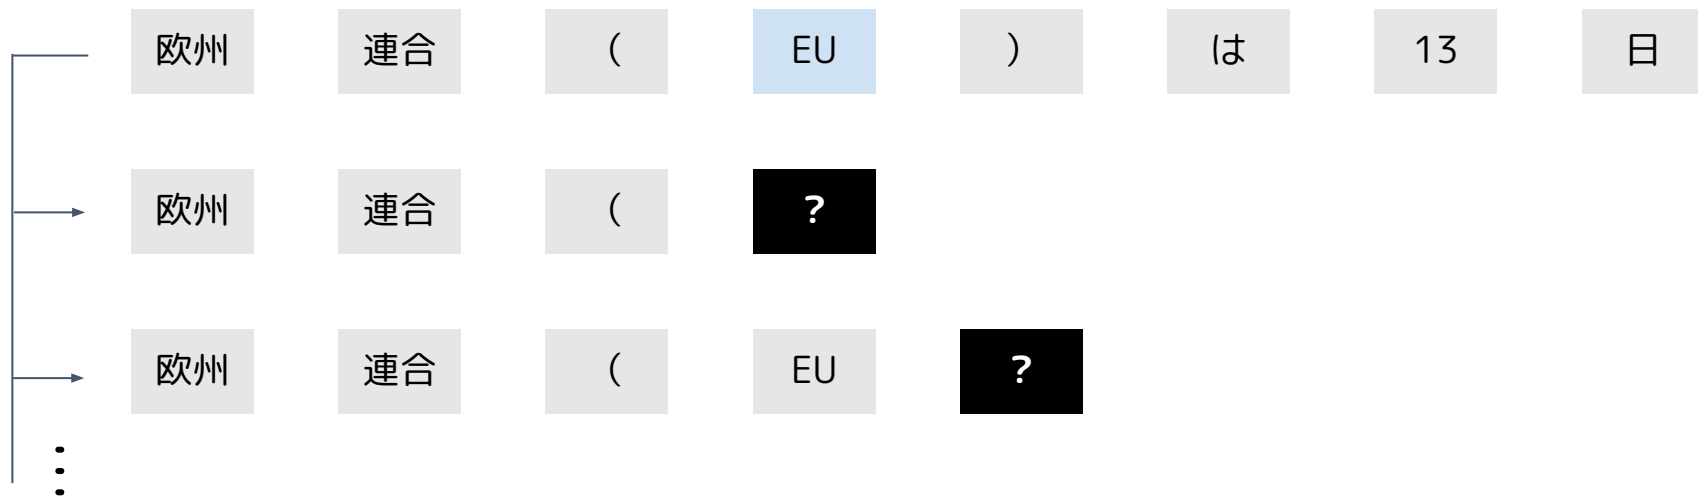 欧州 連合 ( EU ) は 13 日
欧州 連合 ( ?
欧州 連合 ( EU ?